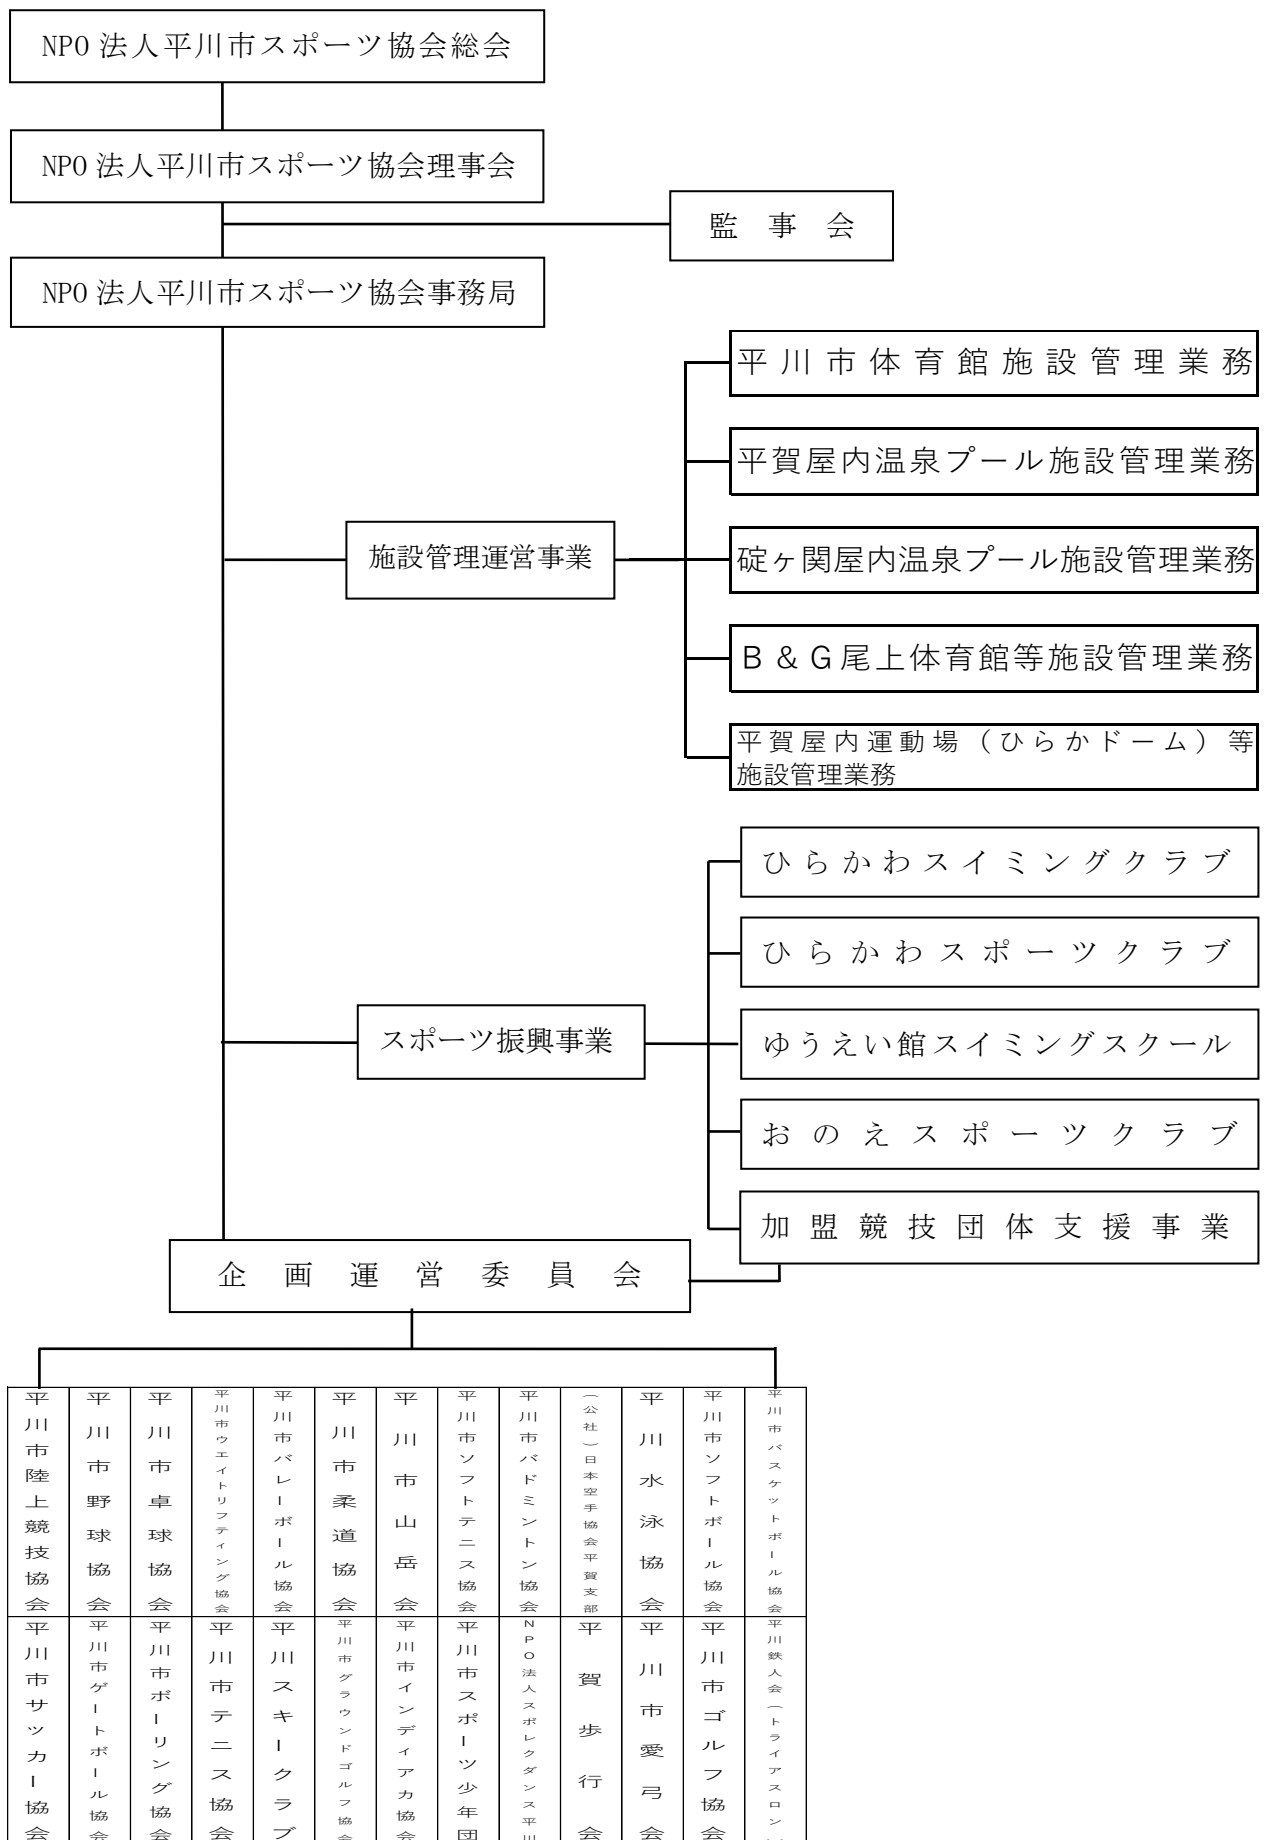 NPO 法人平川市スポーツ協会総会
NPO 法人平川市スポーツ協会理事会
監事会
NPO 法人平川市スポーツ協会事務局
平川市体育館施設管理業務
平賀屋内温泉プール施設管理業務
施設管理運営事業
碇ヶ関屋内温泉プール施設管理業務
B&G尾上体育館等施設管理業務
平賀屋内運動場（ひらかドーム）等
施設管理業務
ひらかわスイミングクラブ
ひらかわスポーツクラブ
スポーツ振興事業
ゆうえい館スイミングスクール
おのえスポーツクラブ
加盟競技団体支援事業
企画運営委員会
平川市陸上競技協会
平川市野球協会
平川市卓球協会
平川市ウエイトリフティング協会
平川市バレーボール協会
平川市柔道協会
平川市山岳会
平川市ソフトテニス協会
平川市バドミントン協会
（公社）日本空手協会平賀支部
平川水泳協会
平川市ソフトボール協会
平川市バスケットボール協会
平川市サッカー協会
平川市ゲートボール協会
平川市ボーリング協会
平川市テニス協会
平川スキークラブ
平川市グラウンドゴルフ協会
平川市インディアカ協会
平川市スポーツ少年団
NPO法人スポレクダンス平川
平賀歩行会
平川市愛弓会
平川市ゴルフ協会
平川鉄人会（トライアスロン）